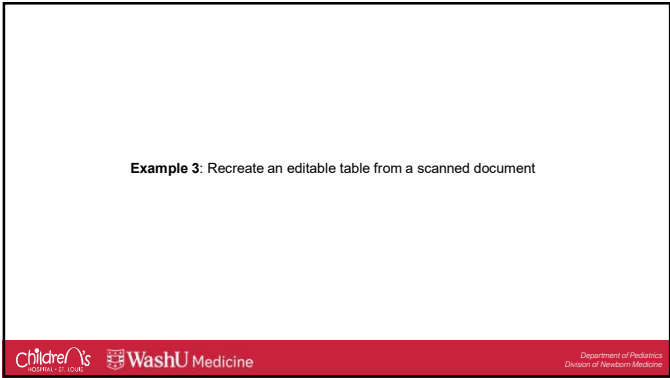 Example 3: Recreate an editable table from a scanned document
Children's
HOSPITAL • ST. LOUIS
WashU Medicine
Department of Pediatrics
Division of Newborn Medicine